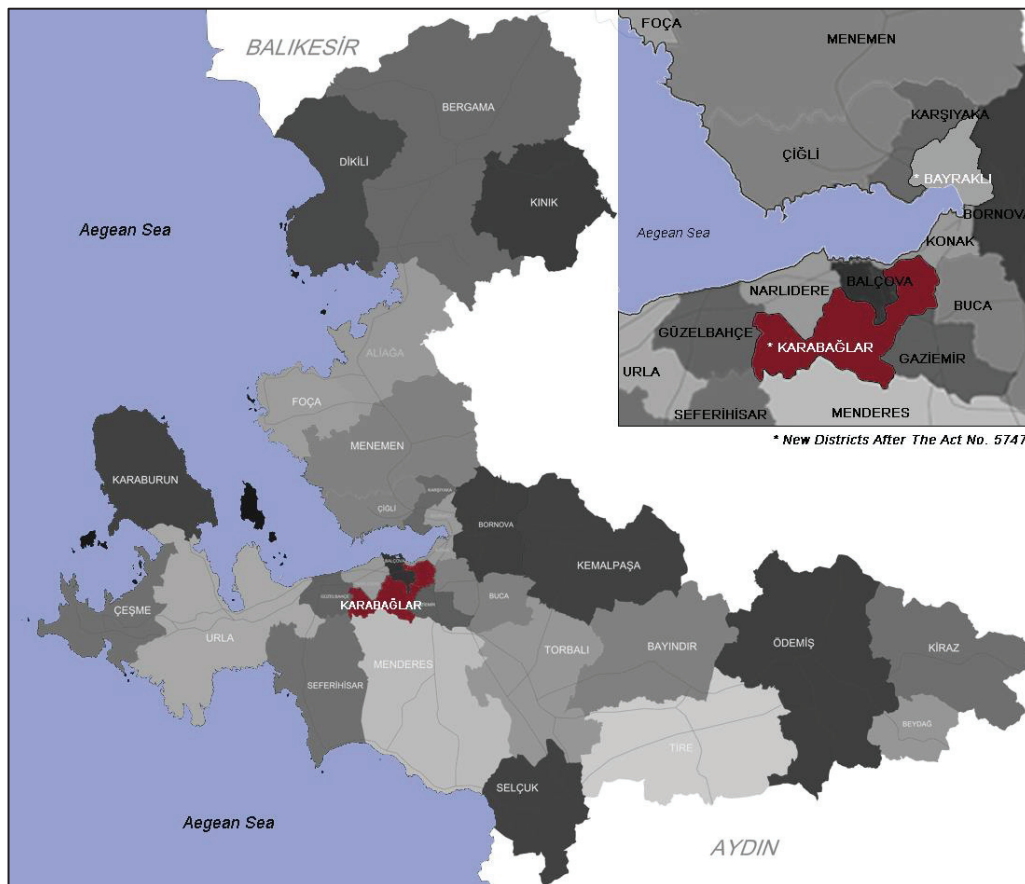 BALIKESİR
BERGAMA
DİKİLİ
KINIK
Aegean Sea
ALİAĞA
FOÇA
MENEMEN
KARABURUN
KARŞIYAKA
ÇİĞLİ
BORNOVA
KEMALPAŞA
BALÇOVA
GÜZELBAHÇE
KARABAĞLAR
BUCA
ÇEŞME
URLA
SEFERİHİSAR
MENDERES
TORBALI
BAYINDIR
ÖDEMİŞ
KİRAZ
BEYDAĞ
TİRE
SELÇUK
Aegean Sea
AYDIN
FOÇA
MENEMEN
KARŞIYAKA
ÇİĞLİ
* BAYRAKLI
BORNOVA
Aegean Sea
KONAK
BALÇOVA
NARLIDERE
BUCA
GÜZELBAHÇE
* KARABAĞLAR
GAZİEMİR
URLA
SEFERİHİSAR
MENDERES
* New Districts After The Act No. 5747